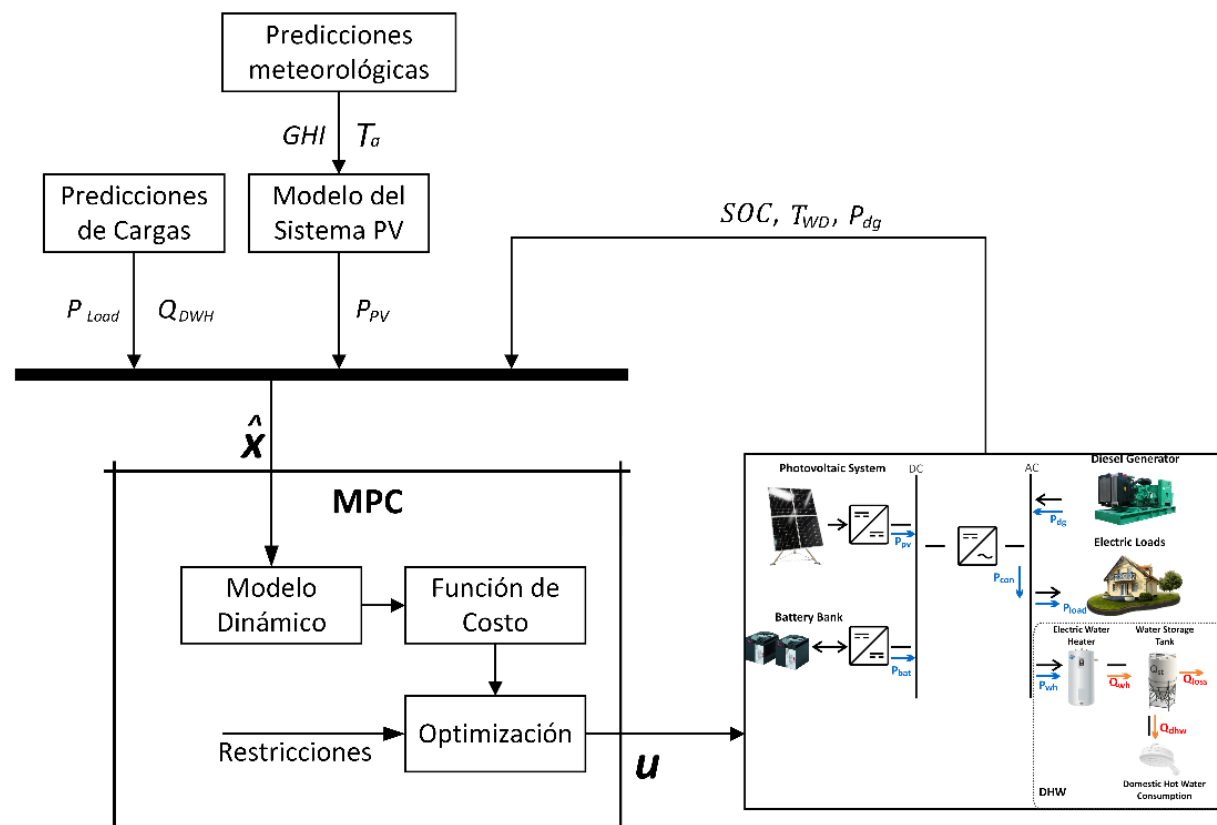 Predicciones
meteorológicas
GHI T_a
Predicciones
de Cargas
Modelo del
Sistema PV
SOC, T_WD, P_dg
P_Load Q_DWH
P_PV
x̂
MPC
Modelo
Dinámico
Función de
Costo
Restricciones
Optimización
u
Photovoltaic System
DC
AC
Diesel Generator
P_dg
P_pv
Electric Loads
P_con
P_load
Battery Bank
P_bat
Electric Water
Heater
Water Storage
Tank
P_wh
Q_wh
Q_loss
Q_dhw
DHW
Domestic Hot Water
Consumption